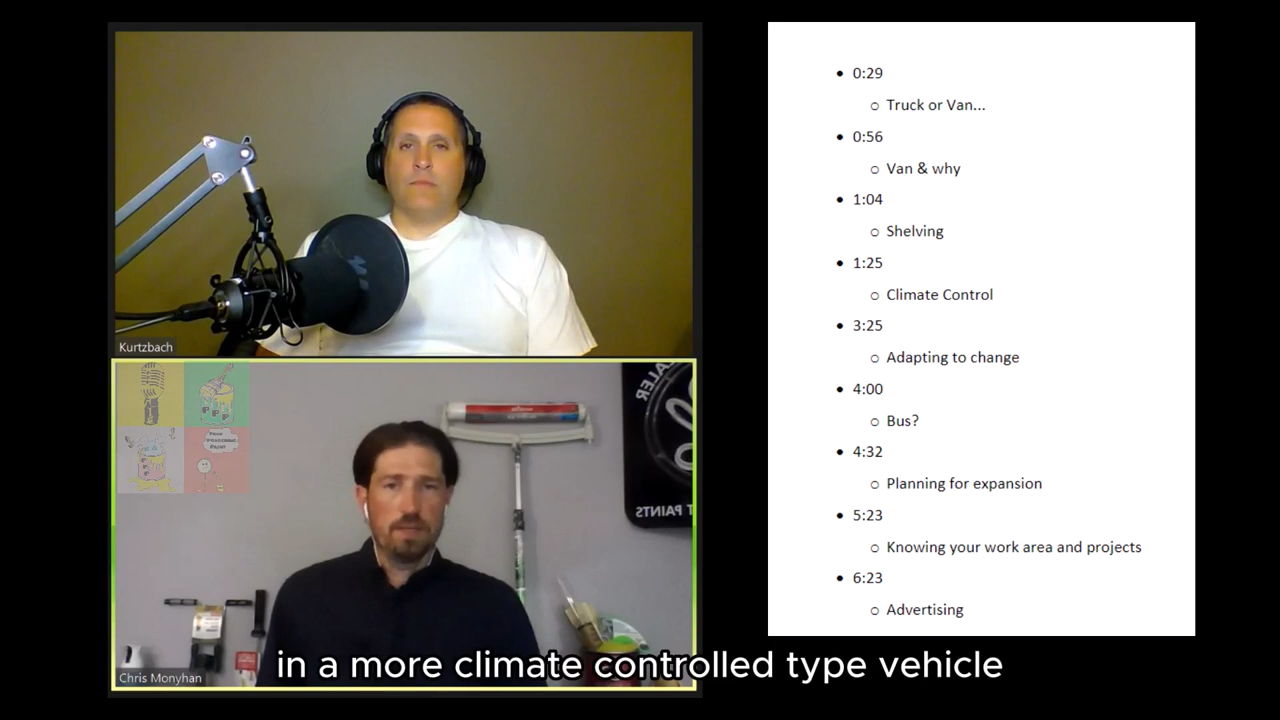 Kurtzbach
PAINTS
Chris Monyhan
in a more climate controlled type vehicle
• 0:29
○ Truck or Van...
• 0:56
○ Van & why
• 1:04
○ Shelving
• 1:25
○ Climate Control
• 3:25
○ Adapting to change
• 4:00
○ Bus?
• 4:32
○ Planning for expansion
• 5:23
○ Knowing your work area and projects
• 6:23
○ Advertising